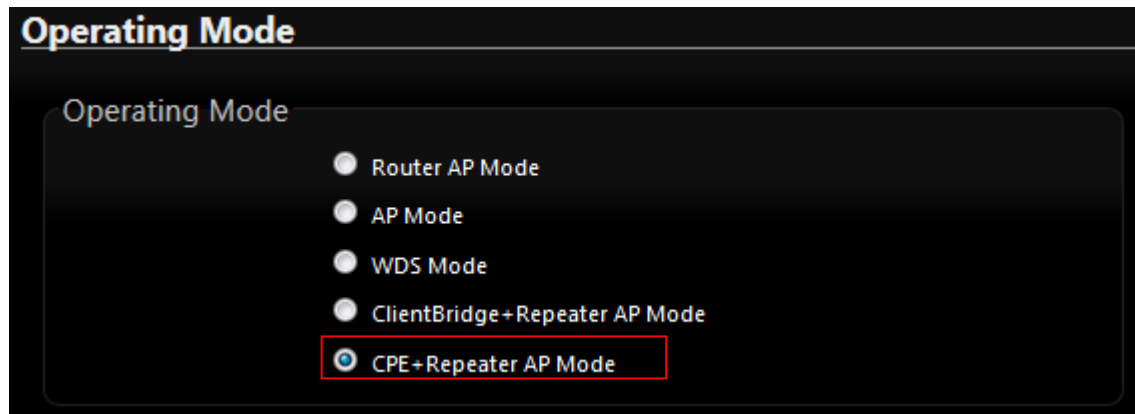 Operating Mode
Operating Mode
Router AP Mode
AP Mode
WDS Mode
ClientBridge+Repeater AP Mode
CPE+Repeater AP Mode